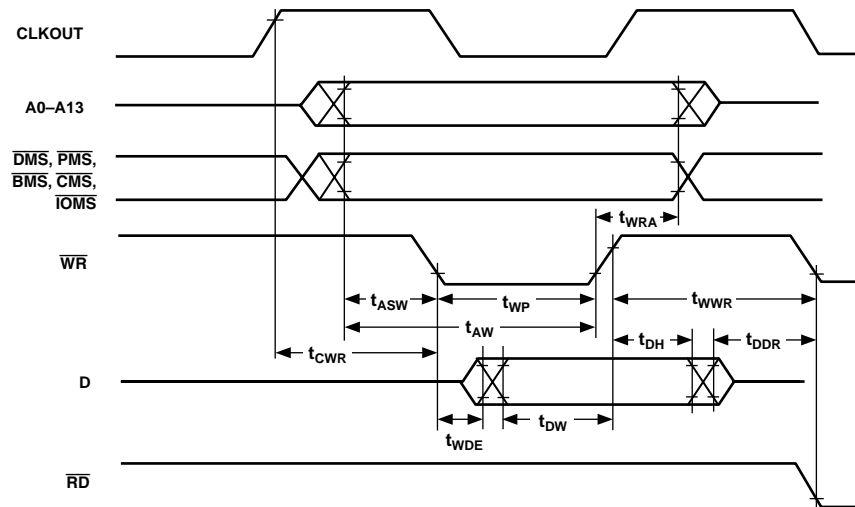 CLKOUT
A0–A13
DMS, PMS,
BMS, CMS,
IOMS
tWRA
WR
tASW
tWP
tWWR
tAW
tCWR
tDH
tDDR
D
tWDE
tDW
RD